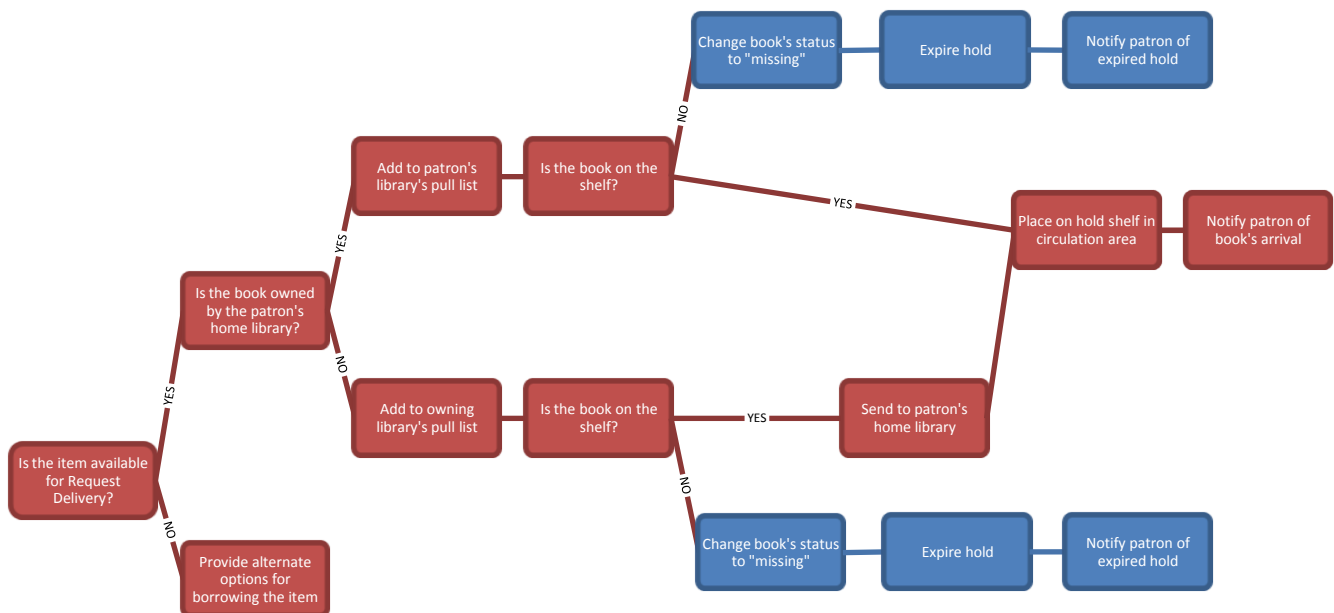 Change book's status
to "missing"
Expire hold
Notify patron of
expired hold
NO
Add to patron's
library's pull list
Is the book on the
shelf?
YES
Place on hold shelf in
circulation area
Notify patron of
book's arrival
YES
Is the book owned
by the patron's
home library?
NO
Add to owning
library's pull list
Is the book on the
shelf?
YES
Send to patron's
home library
YES
Is the item available
for Request
Delivery?
NO
NO
Change book's status
to "missing"
Expire hold
Notify patron of
expired hold
Provide alternate
options for
borrowing the item